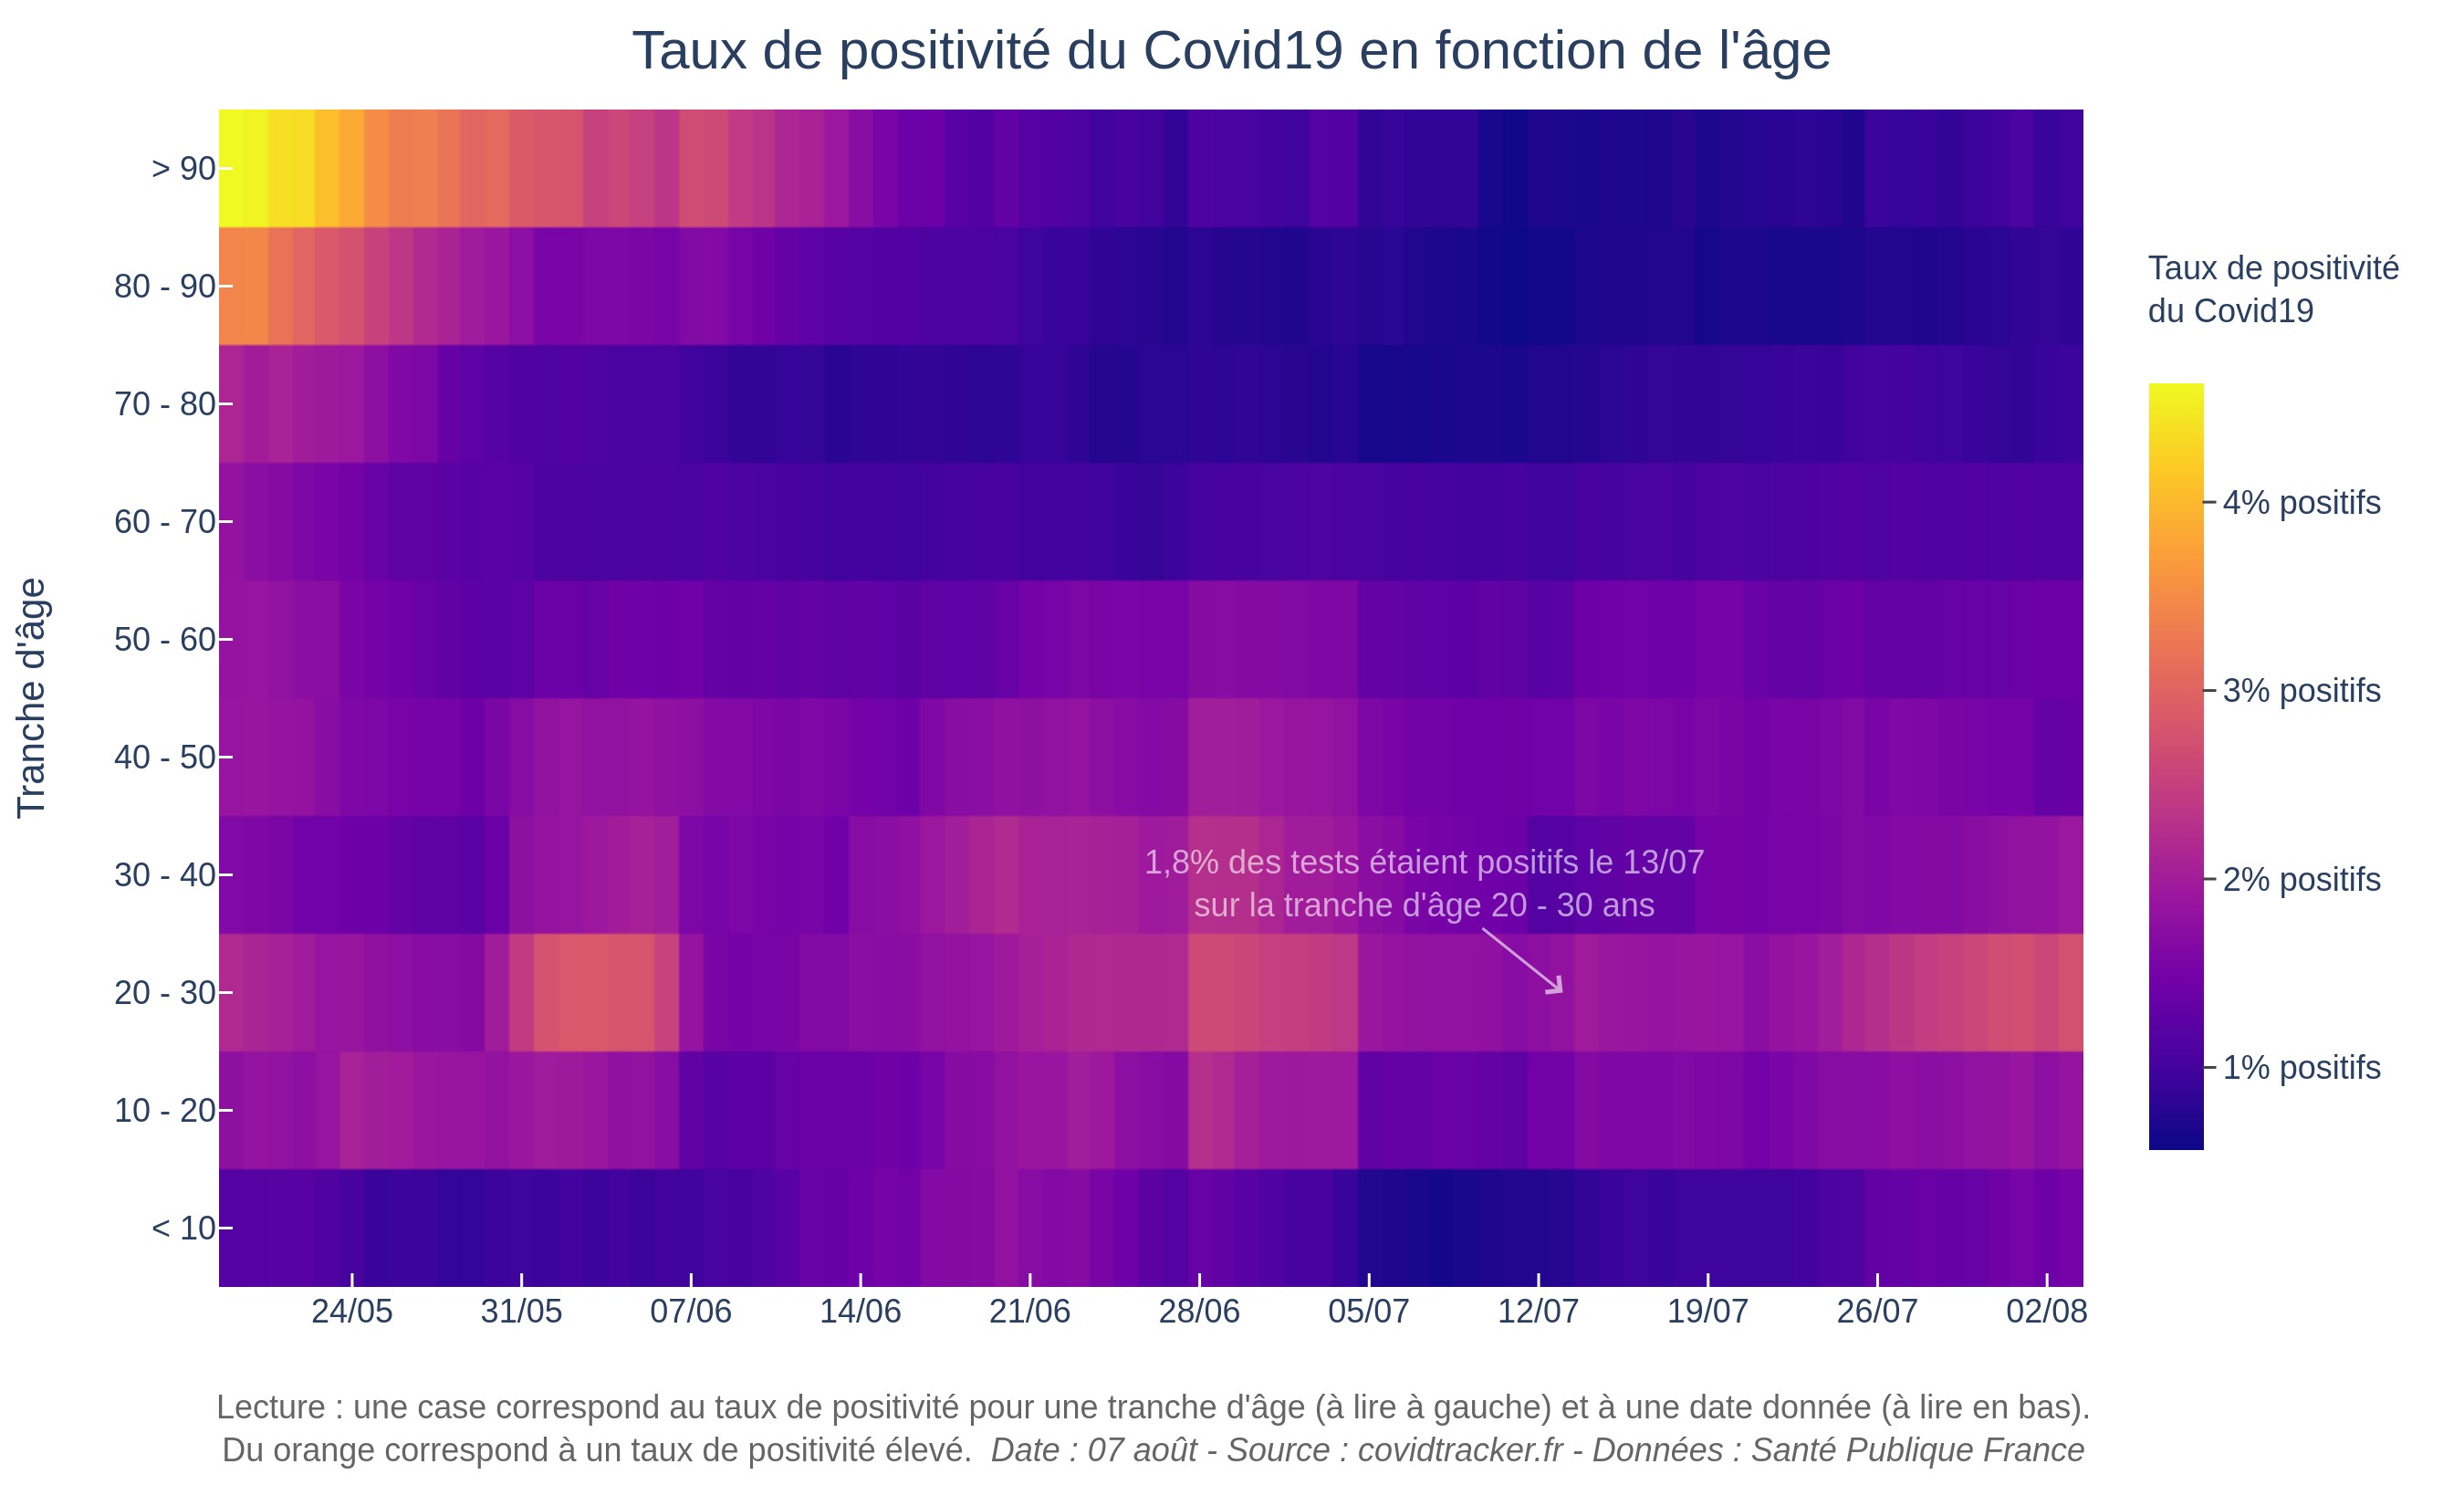 Taux de positivité du Covid19 en fonction de l'âge
> 90
80 - 90
70 - 80
60 - 70
50 - 60
40 - 50
30 - 40
20 - 30
10 - 20
< 10
Tranche d'âge
1,8% des tests étaient positifs le 13/07
sur la tranche d'âge 20 - 30 ans
24/05
31/05
07/06
14/06
21/06
28/06
05/07
12/07
19/07
26/07
02/08
Taux de positivité
du Covid19
4% positifs
3% positifs
2% positifs
1% positifs
Lecture : une case correspond au taux de positivité pour une tranche d'âge (à lire à gauche) et à une date donnée (à lire en bas).
Du orange correspond à un taux de positivité élevé. Date : 07 août - Source : covidtracker.fr - Données : Santé Publique France